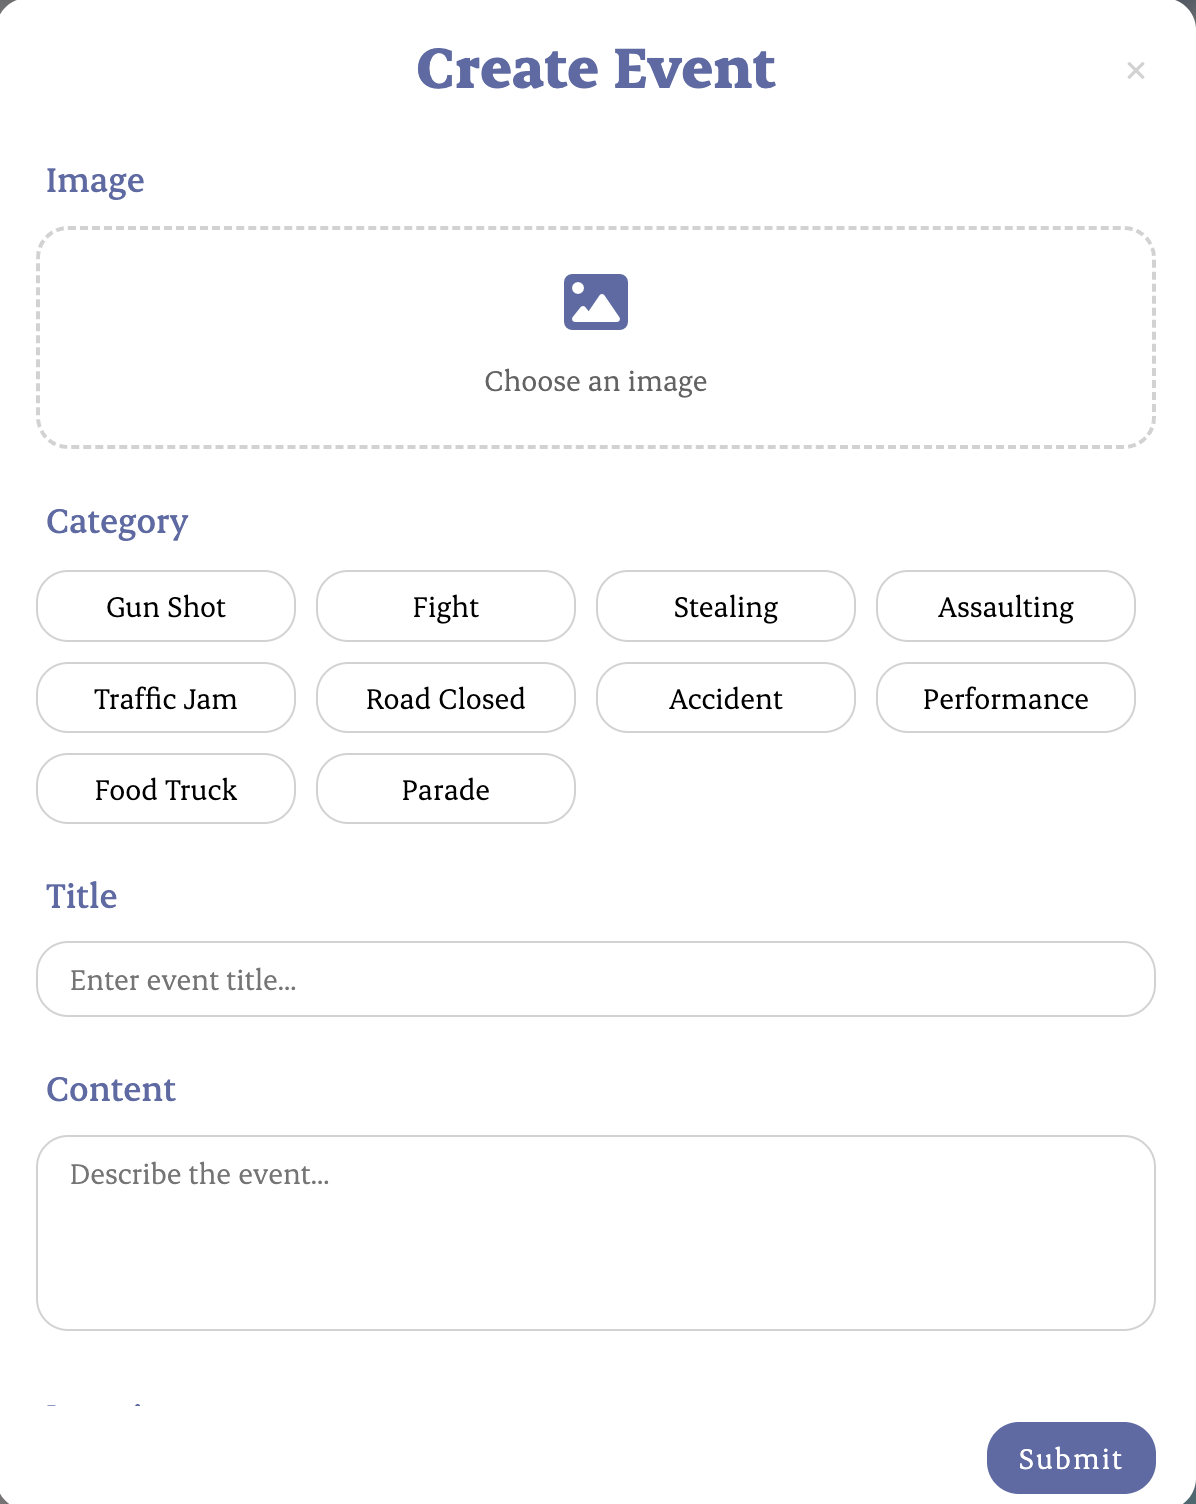 Create Event
×
Image
Choose an image
Category
Gun Shot Fight Stealing Assaulting
Traffic Jam Road Closed Accident Performance
Food Truck Parade
Title
Enter event title...
Content
Describe the event...
Submit